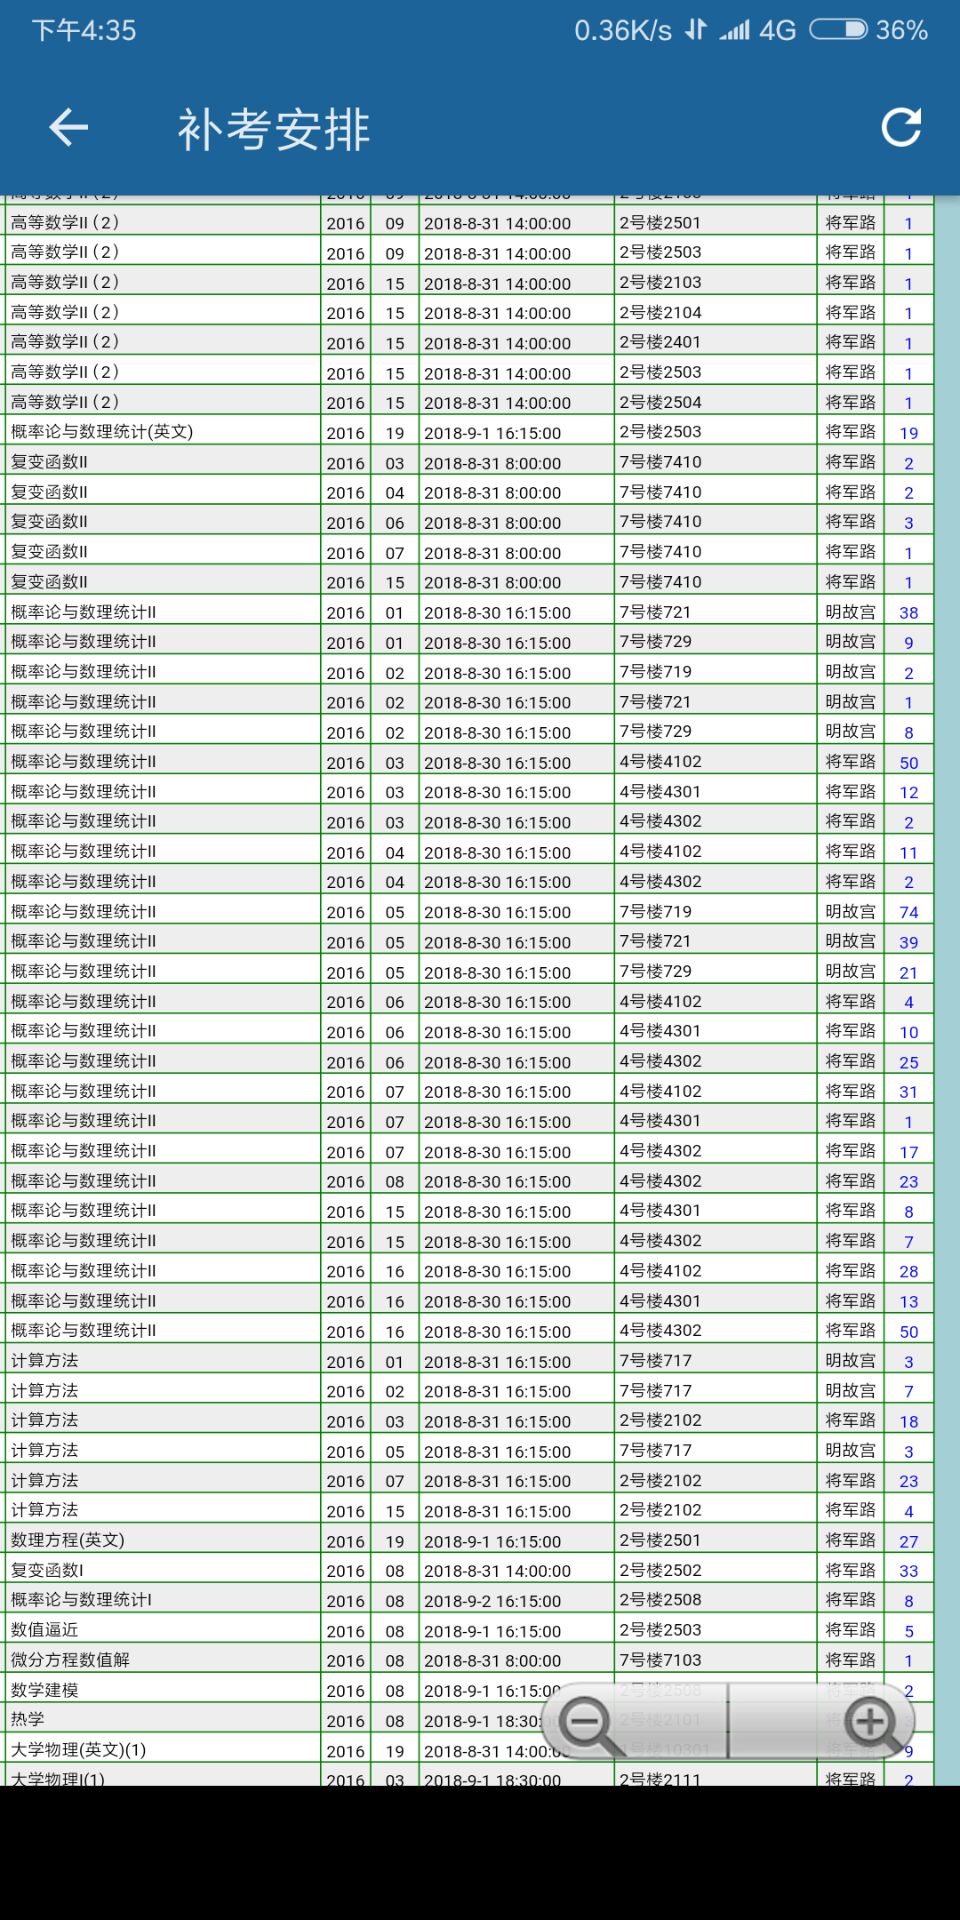 下午4:35 0.36K/s 4G 36%
补考安排
高等数学II（2） 2016 09 2018-8-31 14:00:00 将军路 1
高等数学II（2） 2016 09 2018-8-31 14:00:00 2号楼2501 将军路 1
高等数学II（2） 2016 09 2018-8-31 14:00:00 2号楼2503 将军路 1
高等数学II（2） 2016 15 2018-8-31 14:00:00 2号楼2103 将军路 1
高等数学II（2） 2016 15 2018-8-31 14:00:00 2号楼2104 将军路 1
高等数学II（2） 2016 15 2018-8-31 14:00:00 2号楼2401 将军路 1
高等数学II（2） 2016 15 2018-8-31 14:00:00 2号楼2503 将军路 1
高等数学II（2） 2016 15 2018-8-31 14:00:00 2号楼2504 将军路 1
概率论与数理统计(英文) 2016 19 2018-9-1 16:15:00 2号楼2503 将军路 19
复变函数II 2016 03 2018-8-31 8:00:00 7号楼7410 将军路 2
复变函数II 2016 04 2018-8-31 8:00:00 7号楼7410 将军路 2
复变函数II 2016 06 2018-8-31 8:00:00 7号楼7410 将军路 3
复变函数II 2016 07 2018-8-31 8:00:00 7号楼7410 将军路 1
复变函数II 2016 15 2018-8-31 8:00:00 7号楼7410 将军路 1
概率论与数理统计II 2016 01 2018-8-30 16:15:00 7号楼721 明故宫 38
概率论与数理统计II 2016 01 2018-8-30 16:15:00 7号楼729 明故宫 9
概率论与数理统计II 2016 02 2018-8-30 16:15:00 7号楼719 明故宫 2
概率论与数理统计II 2016 02 2018-8-30 16:15:00 7号楼721 明故宫 1
概率论与数理统计II 2016 02 2018-8-30 16:15:00 7号楼729 明故宫 8
概率论与数理统计II 2016 03 2018-8-30 16:15:00 4号楼4102 将军路 50
概率论与数理统计II 2016 03 2018-8-30 16:15:00 4号楼4301 将军路 12
概率论与数理统计II 2016 03 2018-8-30 16:15:00 4号楼4302 将军路 2
概率论与数理统计II 2016 04 2018-8-30 16:15:00 4号楼4102 将军路 11
概率论与数理统计II 2016 04 2018-8-30 16:15:00 4号楼4302 将军路 2
概率论与数理统计II 2016 05 2018-8-30 16:15:00 7号楼719 明故宫 74
概率论与数理统计II 2016 05 2018-8-30 16:15:00 7号楼721 明故宫 39
概率论与数理统计II 2016 05 2018-8-30 16:15:00 7号楼729 明故宫 21
概率论与数理统计II 2016 06 2018-8-30 16:15:00 4号楼4102 将军路 4
概率论与数理统计II 2016 06 2018-8-30 16:15:00 4号楼4301 将军路 10
概率论与数理统计II 2016 06 2018-8-30 16:15:00 4号楼4302 将军路 25
概率论与数理统计II 2016 07 2018-8-30 16:15:00 4号楼4102 将军路 31
概率论与数理统计II 2016 07 2018-8-30 16:15:00 4号楼4301 将军路 1
概率论与数理统计II 2016 07 2018-8-30 16:15:00 4号楼4302 将军路 17
概率论与数理统计II 2016 08 2018-8-30 16:15:00 4号楼4302 将军路 23
概率论与数理统计II 2016 15 2018-8-30 16:15:00 4号楼4301 将军路 8
概率论与数理统计II 2016 15 2018-8-30 16:15:00 4号楼4302 将军路 7
概率论与数理统计II 2016 16 2018-8-30 16:15:00 4号楼4102 将军路 28
概率论与数理统计II 2016 16 2018-8-30 16:15:00 4号楼4301 将军路 13
概率论与数理统计II 2016 16 2018-8-30 16:15:00 4号楼4302 将军路 50
计算方法 2016 01 2018-8-31 16:15:00 7号楼717 明故宫 3
计算方法 2016 02 2018-8-31 16:15:00 7号楼717 明故宫 7
计算方法 2016 03 2018-8-31 16:15:00 2号楼2102 将军路 18
计算方法 2016 05 2018-8-31 16:15:00 7号楼717 明故宫 3
计算方法 2016 07 2018-8-31 16:15:00 2号楼2102 将军路 23
计算方法 2016 15 2018-8-31 16:15:00 2号楼2102 将军路 4
数理方程(英文) 2016 19 2018-9-1 16:15:00 2号楼2501 将军路 27
复变函数I 2016 08 2018-8-31 14:00:00 2号楼2502 将军路 33
概率论与数理统计I 2016 08 2018-9-2 16:15:00 2号楼2508 将军路 8
数值逼近 2016 08 2018-9-1 16:15:00 2号楼2503 将军路 5
微分方程数值解 2016 08 2018-8-31 8:00:00 7号楼7103 将军路 1
数学建模 2016 08 2018-9-1 16:15:00 2号楼2508 将军路 2
热学 2016 08 2018-9-1 18:30:00 2号楼2101 将军路 3
大学物理(英文)(1) 2016 19 2018-8-31 14:00:00 1号楼10301 将军路 9
大学物理I(1) 2016 03 2018-9-1 18:30:00 2号楼2111 将军路 2